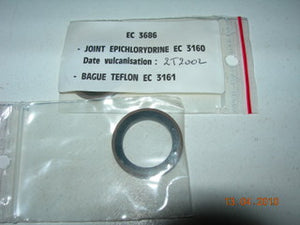 EC 3686
- JOINT EPICHLORYDRINE EC 3160
Date vulcanisation : 2T2002
- BAGUE TEFLON EC 3161